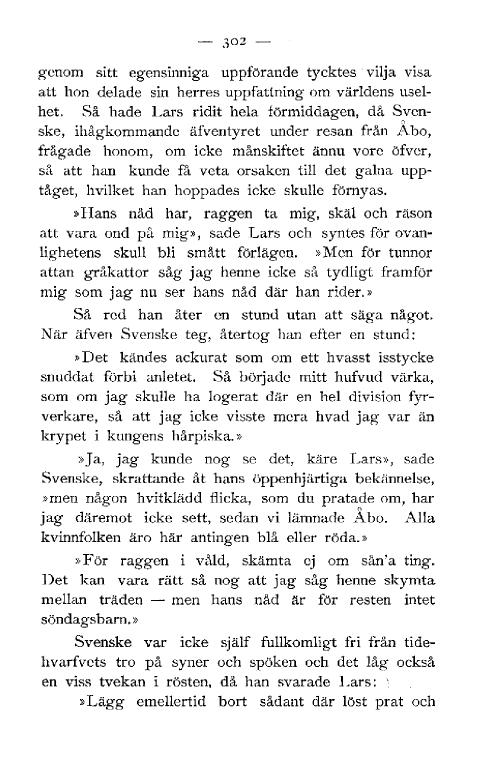 — 302 —
genom sitt egensinniga uppförande tycktes vilja visa
att hon delade sin herres uppfattning om världens usel-
het. Så hade Lars ridit hela förmiddagen, då Sven-
ske, ihågkommande äfventyret under resan från Åbo,
frågade honom, om icke månskiftet ännu vore öfver,
så att han kunde få veta orsaken till det galna upp-
tåget, hvilket han hoppades icke skulle förnyas.
»Hans nåd har, raggen ta mig, skäl och räson
att vara ond på mig», sade Lars och syntes för ovan-
lighetens skull bli smått förlägen. »Men för tunnor
attan gråkattor såg jag henne icke så tydligt framför
mig som jag nu ser hans nåd där han rider.»
Så red han åter en stund utan att säga något.
När äfven Svenske teg, återtog han efter en stund:
»Det kändes ackurat som om ett hvasst isstycke
snuddat förbi anletet. Så började mitt hufvud värka,
som om jag skulle ha logerat där en hel division fyr-
verkare, så att jag icke visste mera hvad jag var än
krypet i kungens hårpiska.»
»Ja, jag kunde nog se det, käre Lars», sade
Svenske, skrattande åt hans öppenhjärtiga bekännelse,
»men någon hvitklädd flicka, som du pratade om, har
jag däremot icke sett, sedan vi lämnade Åbo. Alla
kvinnfolken äro här antingen blå eller röda.»
»För raggen i våld, skämta ej om sån'a ting.
Det kan vara rätt så nog att jag såg henne skymta
mellan träden — men hans nåd är för resten intet
söndagsbarn.»
Svenske var icke själf fullkomligt fri från tide-
hvarfvets tro på syner och spöken och det låg också
en viss tvekan i rösten, då han svarade Lars:
»Lägg emellertid bort sådant där löst prat och